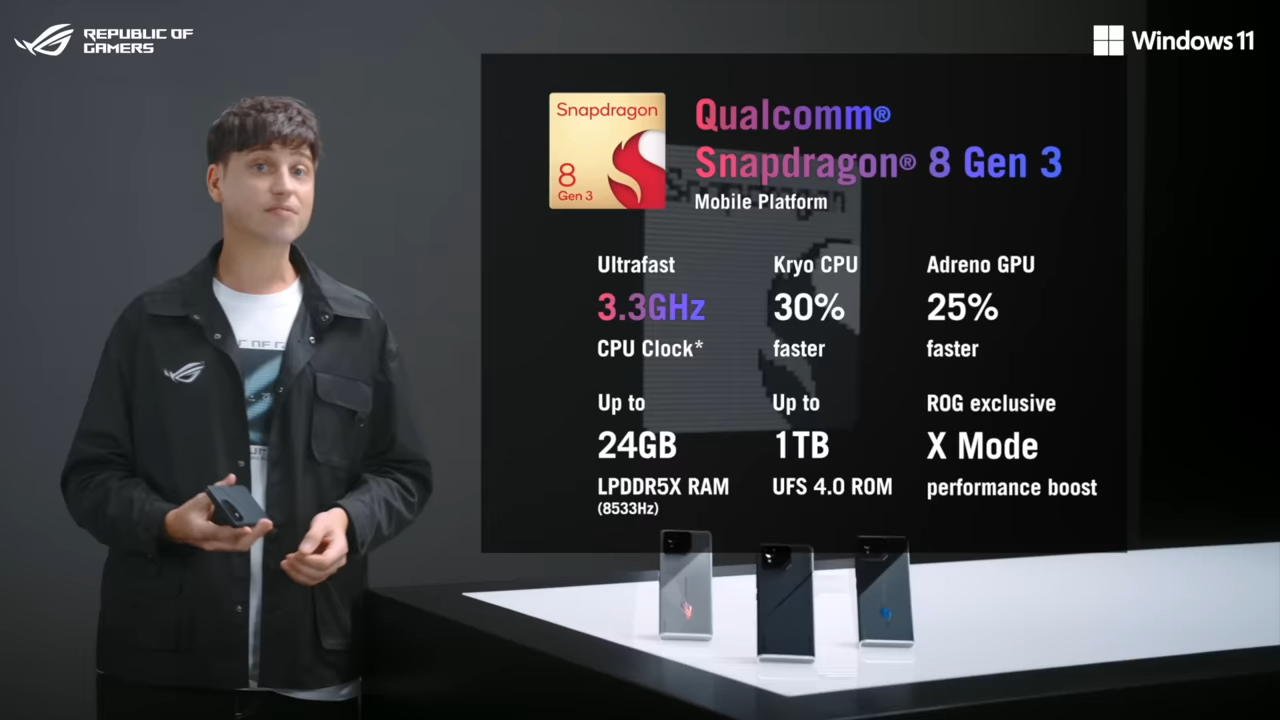 REPUBLIC OF
GAMERS
Windows 11
Snapdragon
8
Gen 3
Qualcomm®
Snapdragon® 8 Gen 3
Mobile Platform
Snapdragon
Ultrafast
3.3GHz
CPU Clock*
Kryo CPU
30%
faster
Adreno GPU
25%
faster
Up to
24GB
LPDDR5X RAM
(8533Hz)
Up to
1TB
UFS 4.0 ROM
ROG exclusive
X Mode
performance boost